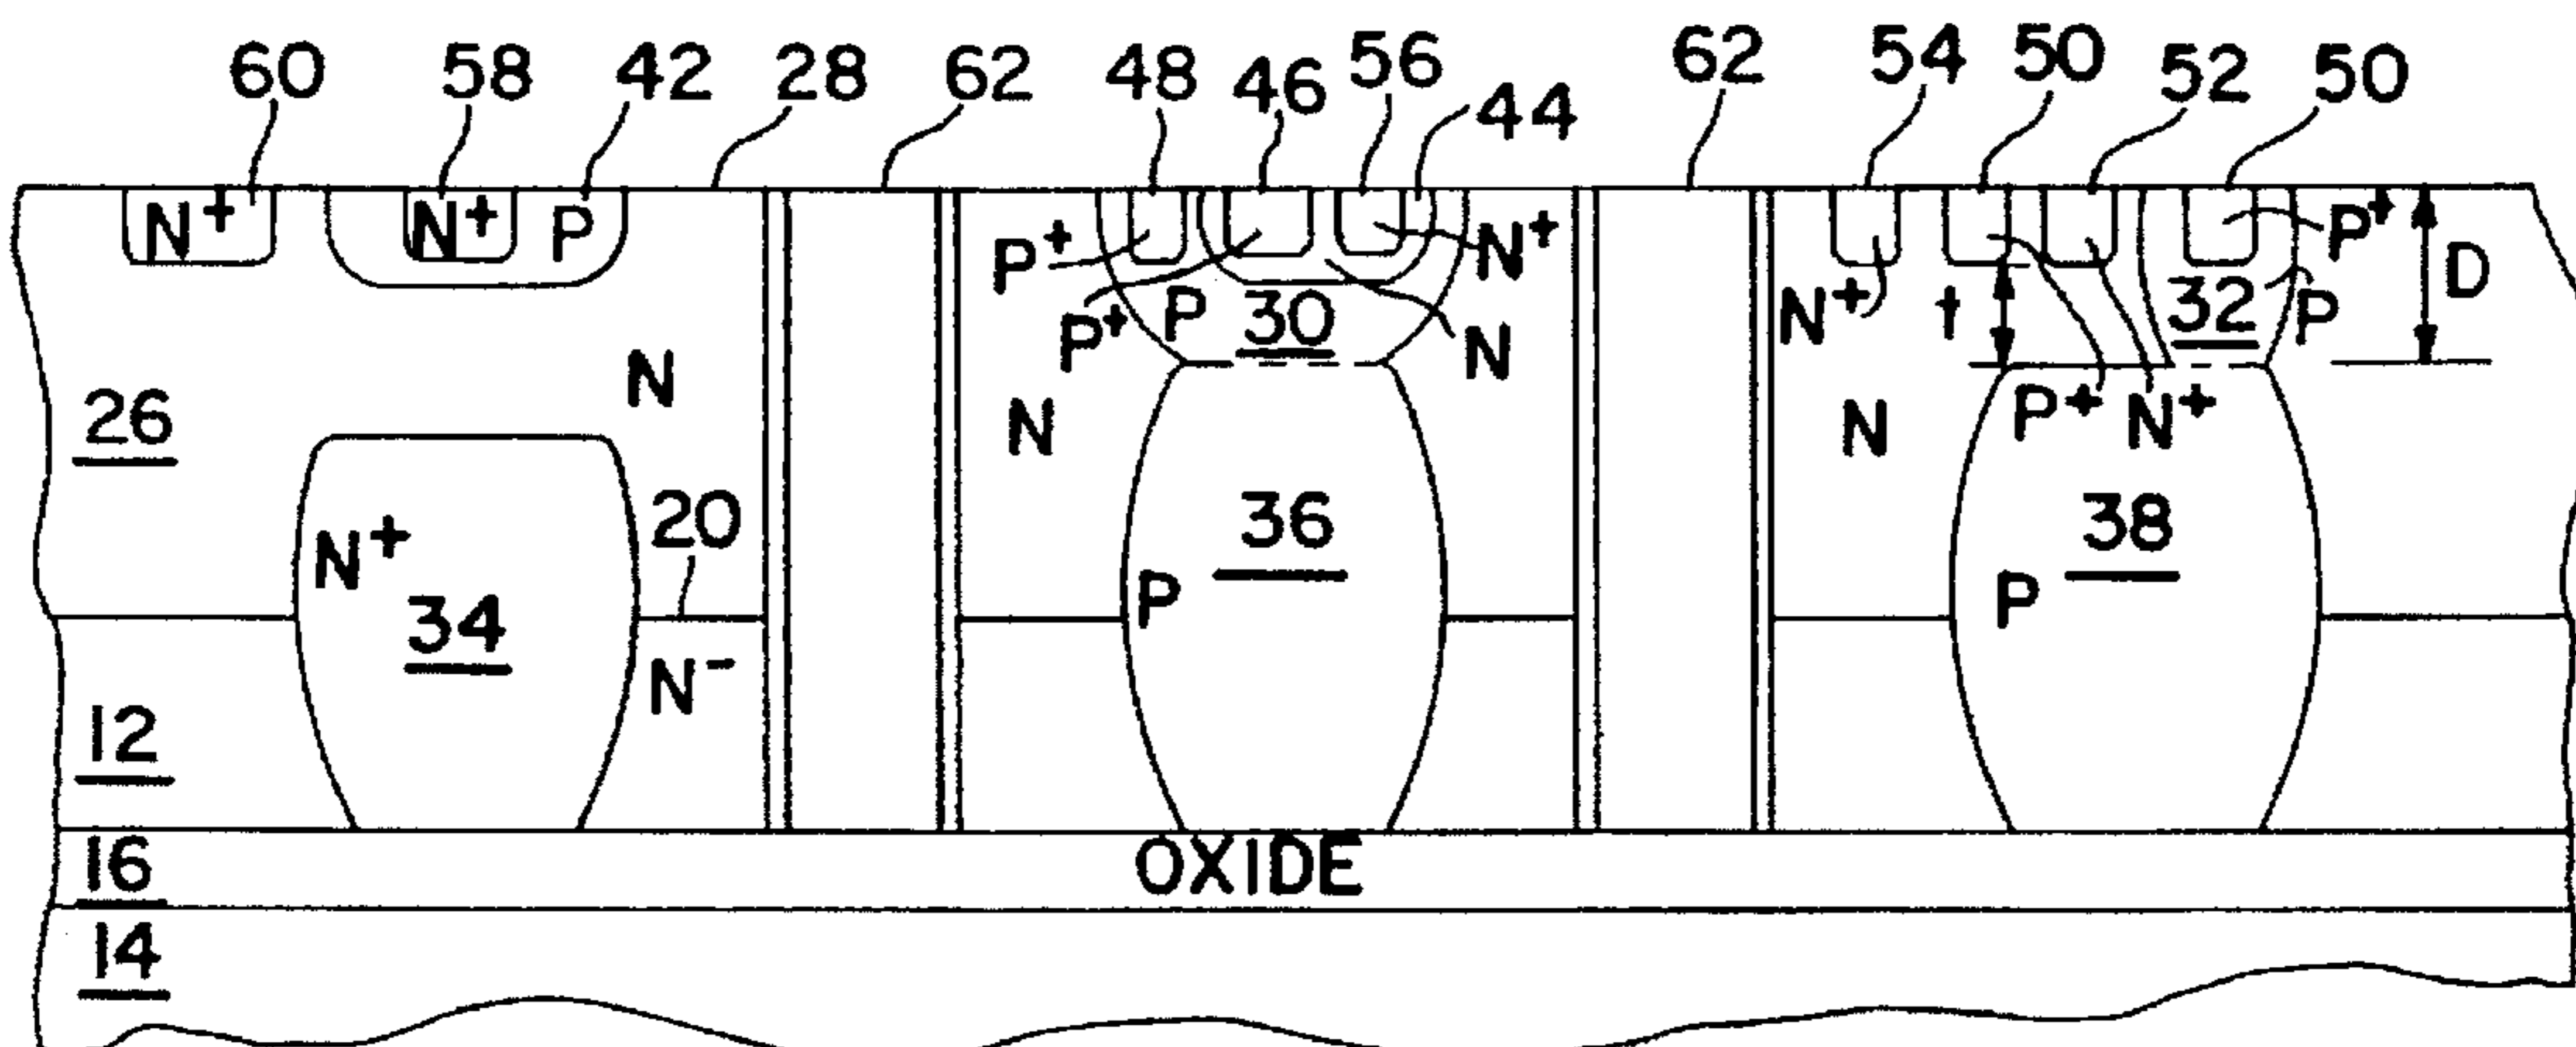 60 58 42 28 62 48 46 56 44 62 54 50 52 50
N+ N+ P P+ N+ P+
P+ P 30 N N+ t 32 P D
N P+ N+
26 N N
20 36 38
N+ P P
34
N-
12
16 OXIDE
14